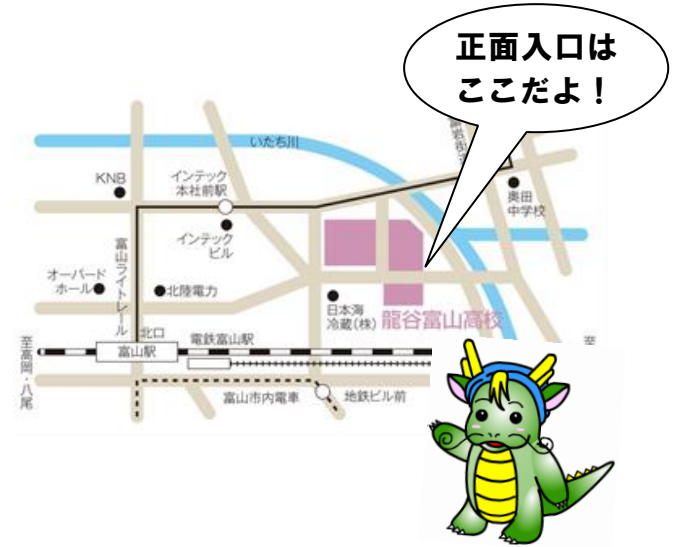 正面入口は
ここだよ！
いたち川
KNB
インテック
本社前駅
奥田
中学校
インテック
ビル
富山ライトレール
オーバード
ホール
北陸電力
日本海
冷蔵(株)
龍谷富山高校
北口
電鉄富山駅
富山駅
至高岡・八尾
至
富山市内電車
地鉄ビル前